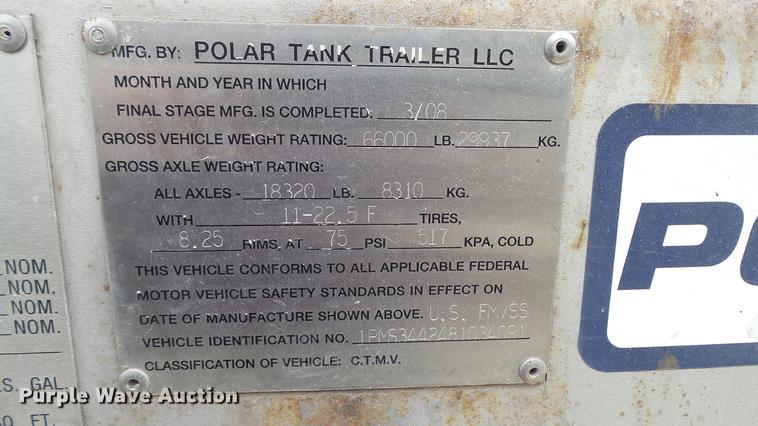 MFG. BY: POLAR TANK TRAILER LLC
MONTH AND YEAR IN WHICH
FINAL STAGE MFG. IS COMPLETED: 3/08
GROSS VEHICLE WEIGHT RATING: 66000 LB. 29937 KG.
GROSS AXLE WEIGHT RATING:
ALL AXLES - 18320 LB. 8310 KG.
WITH 11-22.5 F TIRES,
8.25 RIMS, AT 75 PSI 517 KPA, COLD
THIS VEHICLE CONFORMS TO ALL APPLICABLE FEDERAL
MOTOR VEHICLE SAFETY STANDARDS IN EFFECT ON
DATE OF MANUFACTURE SHOWN ABOVE. U.S. FM/SS
VEHICLE IDENTIFICATION NO.
CLASSIFICATION OF VEHICLE: C.T.M.V.
NOM.
NOM.
NOM.
NOM.
GAL.
FT.
Purple Wave Auction